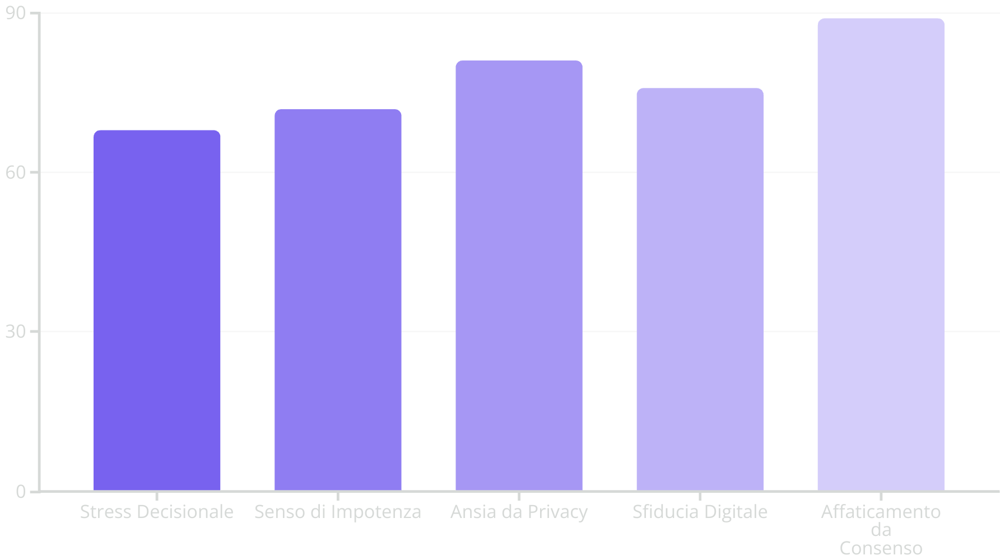 90
60
30
0
Stress Decisionale
Senso di Impotenza
Ansia da Privacy
Sfiducia Digitale
Affaticamento
da
Consenso